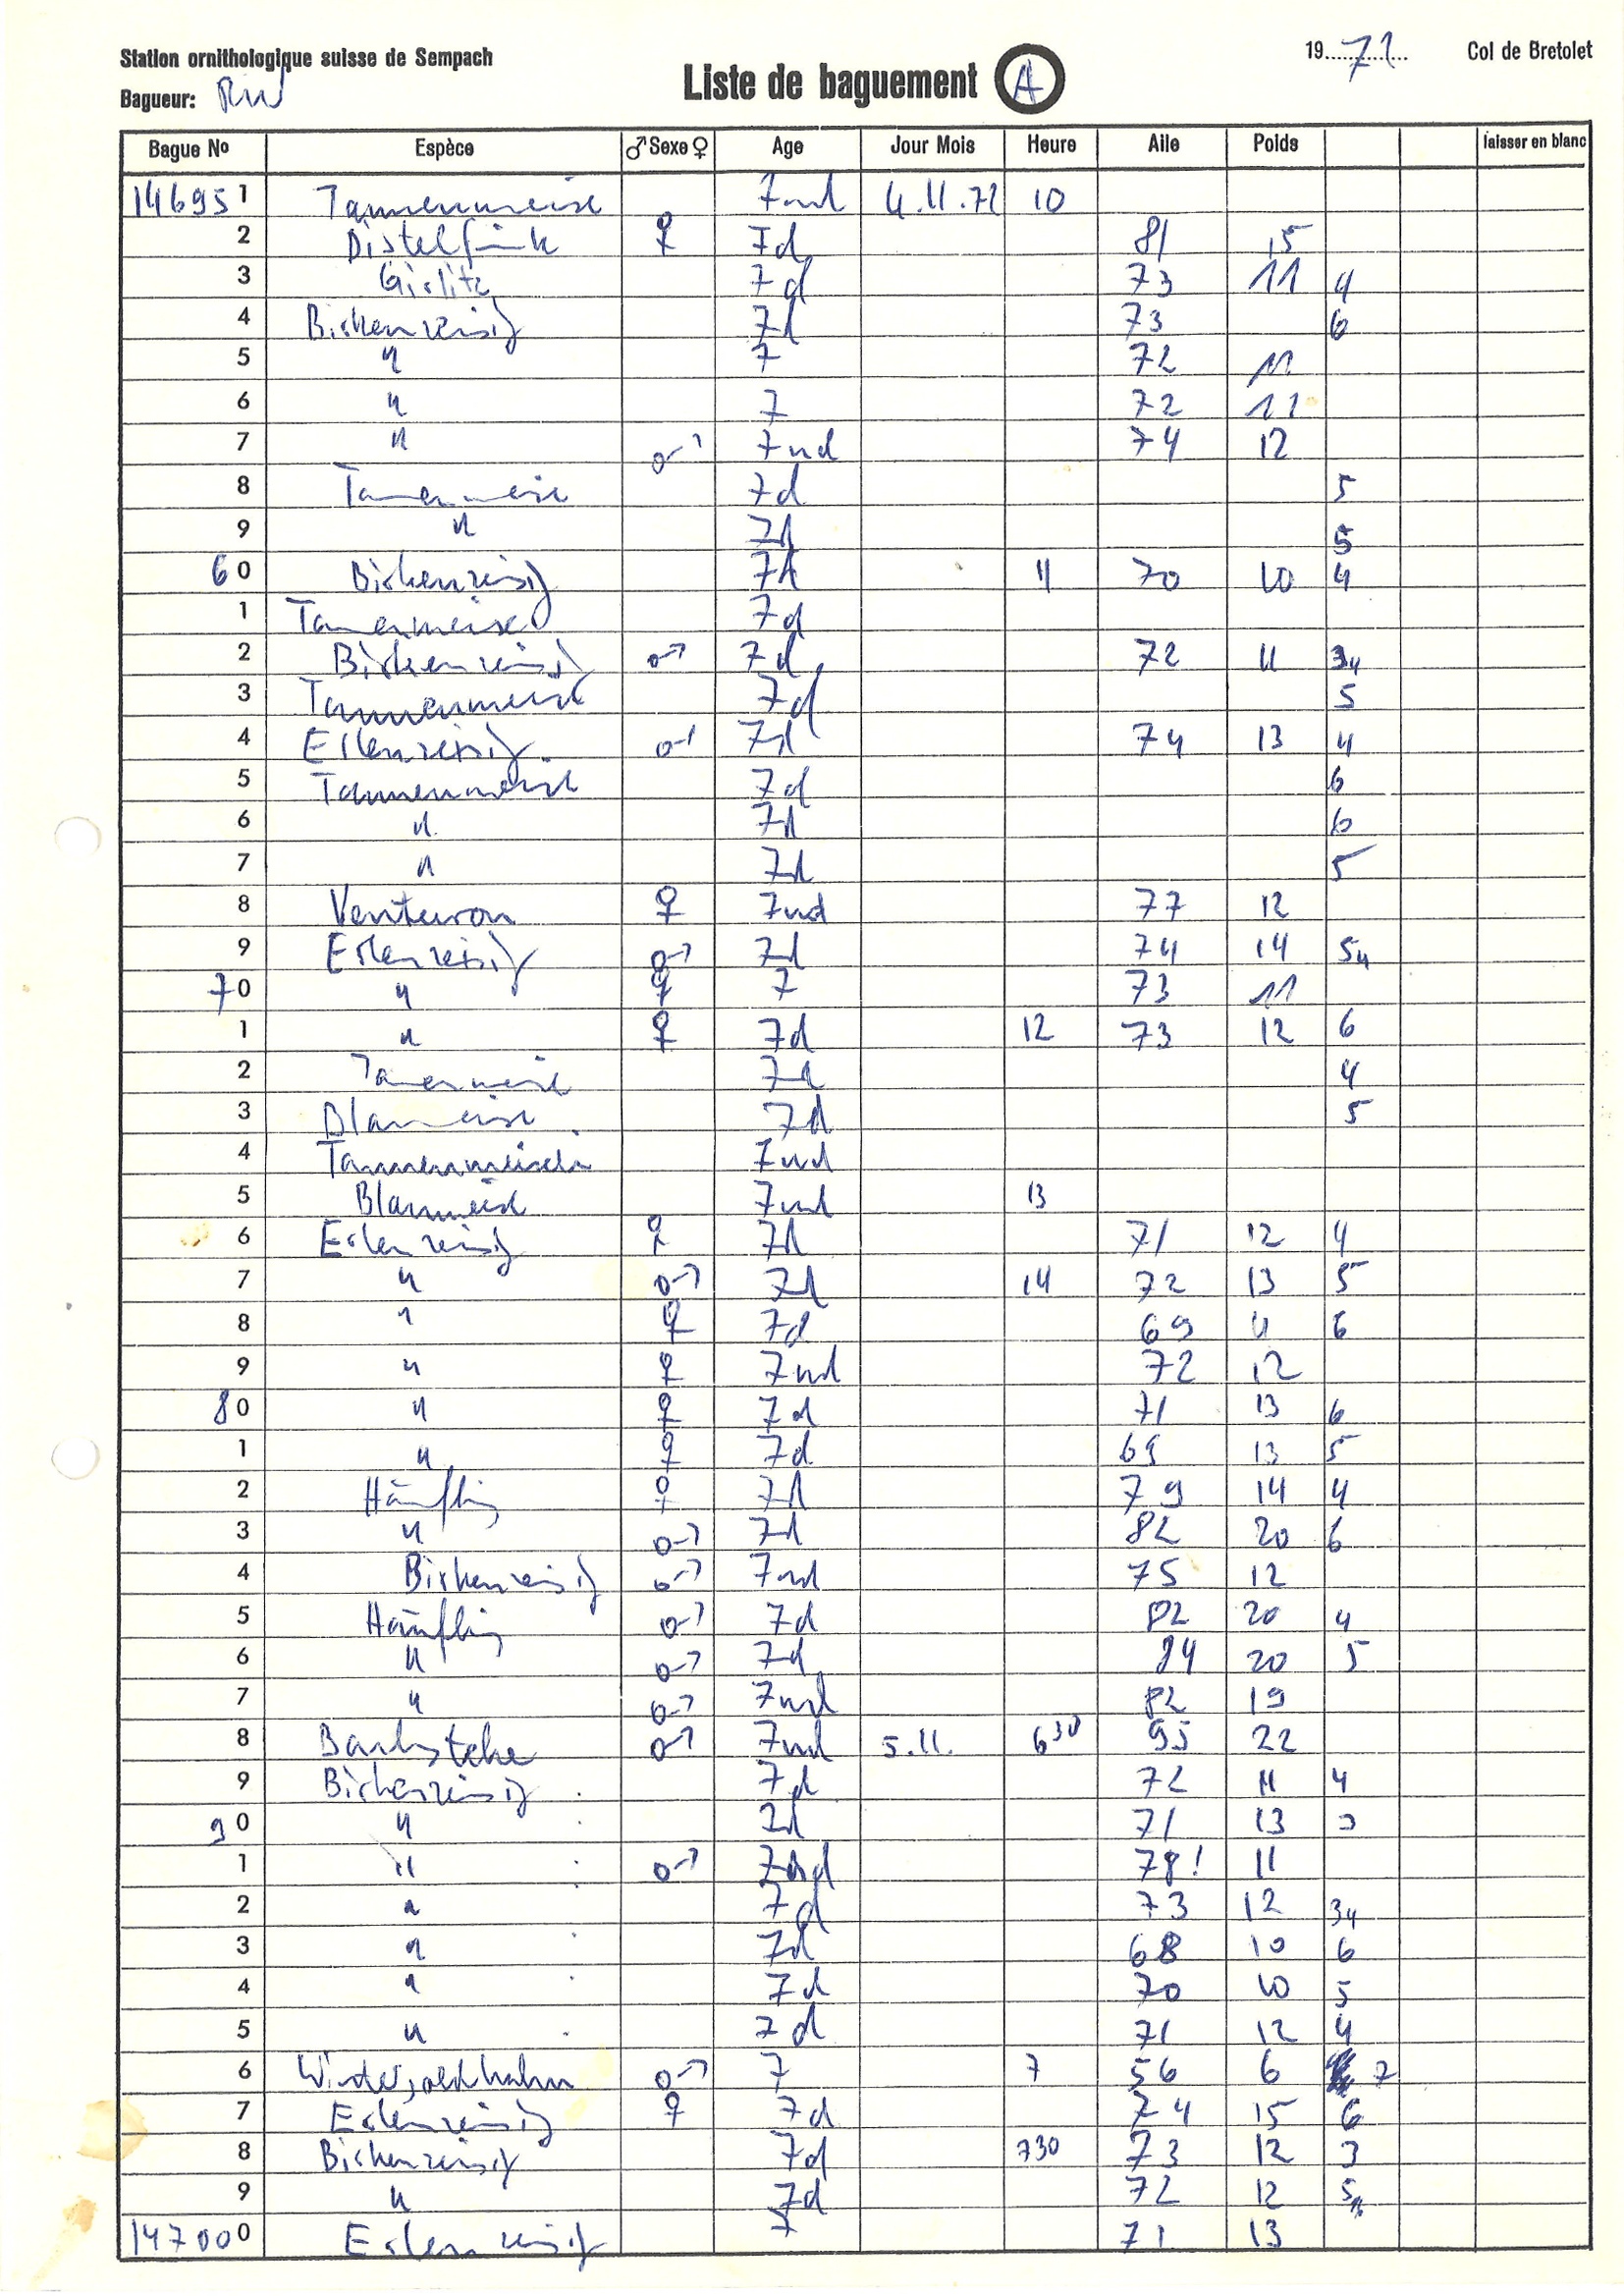 Station ornithologique suisse de Sempach
19 72 Col de Bretolet
Bagueur: RW
Liste de baguement A
Bague No Espèce ♂ Sexe ♀ Age Jour Mois Heure Aile Poids laisser en blanc
146951 Tannenmeise 7nd 4.11.72 10
2 Distelfink ♀ 7d 81 15
3 Girlitz 7d 73 11 4
4 Birkenzeisig 7d 73 6
5 " 7 72 11
6 " 7 72 11
7 " ♂ 7nd 74 12
8 Tannenmeise 7d 5
9 " 7d 5
60 Birkenzeisig 7d 11 70 10 4
1 Tannenmeise 7d
2 Birkenzeisig ♂ 7d 72 11 34
3 Tannenmeise 7d 5
4 Erlenzeisig ♂ 7d 74 13 4
5 Tannenmeise 7d 6
6 " 7d 6
7 " 7d 5
8 Venturon ♀ 7nd 77 12
9 Erlenzeisig ♂ 7d 74 14 54
70 " ♀ 7 73 11
1 " ♀ 7d 12 73 12 6
2 Tannenmeise 7d 4
3 Blaumeise 7d 5
4 Tannenmeise 7nd
5 Blaumeise 7nd 13
6 Erlenzeisig ♀ 7d 71 12 4
7 " ♂ 7d 14 72 13 5
8 " ♀ 7d 69 11 6
9 " ♀ 7nd 72 12
80 " ♀ 7d 71 13 6
1 " ♀ 7d 69 13 5
2 Hänfling ♀ 7d 79 14 4
3 " ♂ 7d 82 20 6
4 Birkenzeisig ♂ 7nd 75 12
5 Hänfling ♂ 7d 82 20 4
6 " ♂ 7d 84 20 5
7 " ♂ 7nd 82 19
8 Bachstelze ♂ 7nd 5.11. 6³⁰ 95 22
9 Birkenzeisig 7d 72 11 4
90 " 7d 71 13 3
1 " ♂ 7nd 78! 11
2 " 7d 73 12 34
3 " 7d 68 10 6
4 " 7d 70 10 5
5 " 7d 71 12 4
6 Wintergoldhahn ♂ 7 7 56 6 7
7 Erlenzeisig ♀ 7d 74 15 6
8 Birkenzeisig 7d 730 73 12 3
9 " 7d 72 12 5
147000 Erlenzeisig 7 71 13